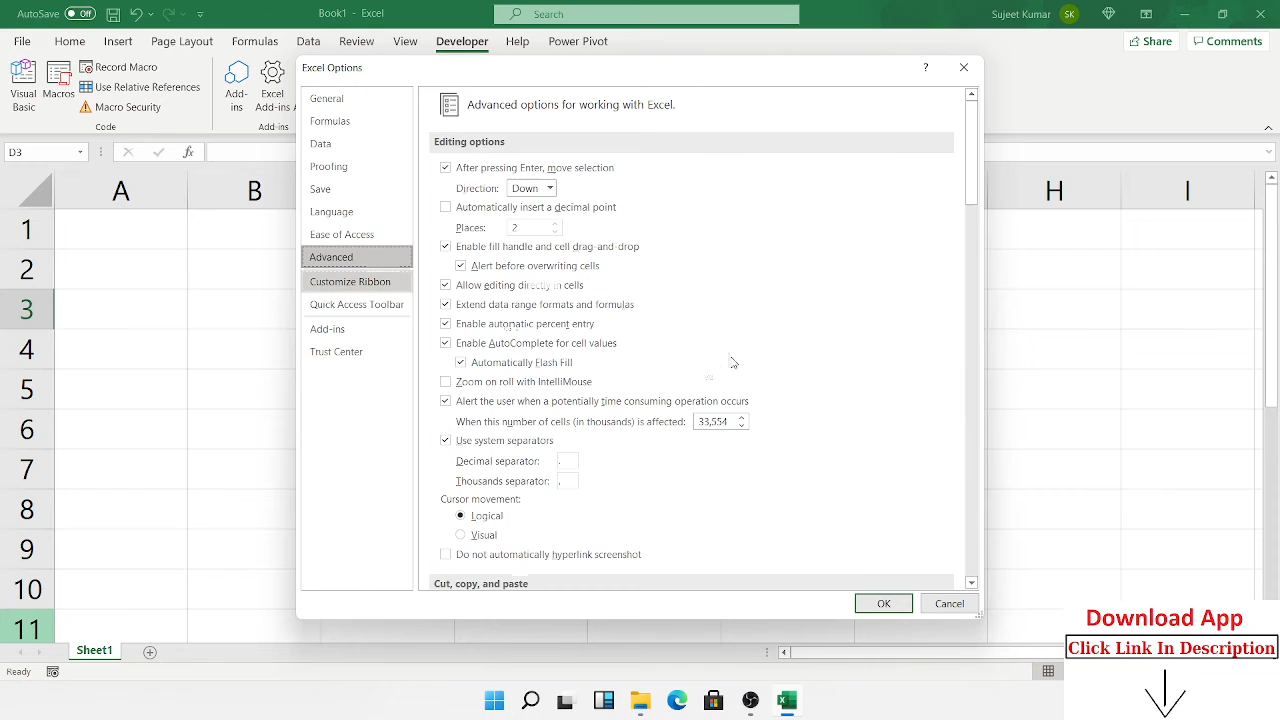 AutoSave Off Book1 - Excel Search Sujeet Kumar SK
File Home Insert Page Layout Formulas Data Review View Developer Help Power Pivot Share Comments
Visual Basic
Macros
Record Macro
Use Relative References
Macro Security
Code
Add-ins
Excel Add-ins
Add-ins
D3 fx
A B H I
1
2
3
4
5
6
7
8
9
10
11
Excel Options ?
General
Formulas
Data
Proofing
Save
Language
Ease of Access
Advanced
Customize Ribbon
Quick Access Toolbar
Add-ins
Trust Center
Advanced options for working with Excel.
Editing options
After pressing Enter, move selection
Direction: Down
Automatically insert a decimal point
Places: 2
Enable fill handle and cell drag-and-drop
Alert before overwriting cells
Allow editing directly in cells
Extend data range formats and formulas
Enable automatic percent entry
Enable AutoComplete for cell values
Automatically Flash Fill
Zoom on roll with IntelliMouse
Alert the user when a potentially time consuming operation occurs
When this number of cells (in thousands) is affected: 33,554
Use system separators
Decimal separator: .
Thousands separator: ,
Cursor movement:
Logical
Visual
Do not automatically hyperlink screenshot
Cut, copy, and paste
OK Cancel
Sheet1
Ready
Download App
Click Link In Description